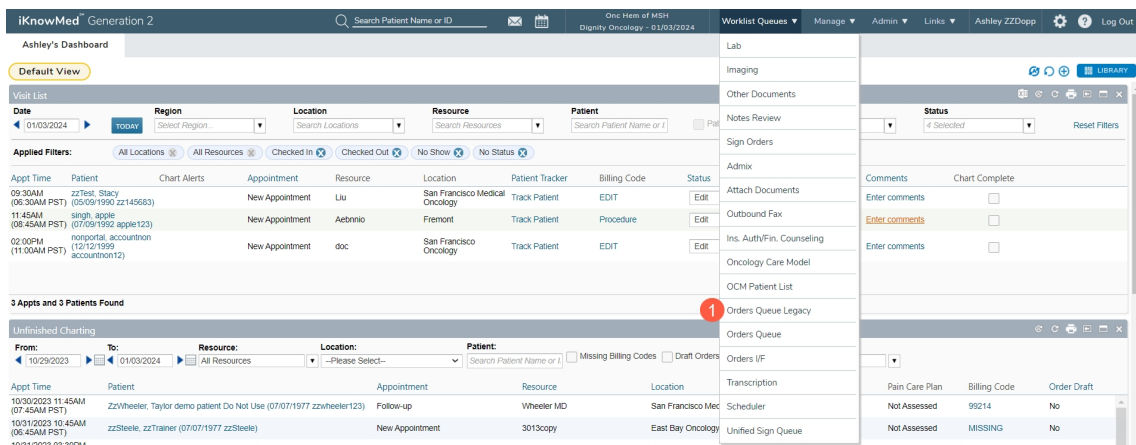 iKnowMed™ Generation 2
Search Patient Name or ID
Onc Hem of MSH
Dignity Oncology - 01/03/2024
Worklist Queues ▼
Manage ▼
Admin ▼
Links ▼
Ashley ZZDopp
Log Out
Ashley's Dashboard
Default View
LIBRARY
Lab
Imaging
Other Documents
Notes Review
Sign Orders
Admix
Attach Documents
Outbound Fax
Ins. Auth/Fin. Counseling
Oncology Care Model
OCM Patient List
1 Orders Queue Legacy
Orders Queue
Orders I/F
Transcription
Scheduler
Unified Sign Queue
Visit List
Date Region Location Resource Patient Status
01/03/2024 TODAY Select Region... Search Locations Search Resources Search Patient Name or I 4 Selected Reset Filters
Applied Filters: All Locations All Resources Checked In Checked Out No Show No Status
Appt Time Patient Chart Alerts Appointment Resource Location Patient Tracker Billing Code Status Comments Chart Complete
09:30AM zzTest, Stacy San Francisco Medical
(06:30AM PST) (05/09/1990 zz145683) New Appointment Liu Oncology Track Patient EDIT Edit Enter comments
11:45AM singh, apple
(08:45AM PST) (07/09/1992 apple123) New Appointment Aebnnio Fremont Track Patient Procedure Edit Enter comments
02:00PM nonportal, accountnon San Francisco
(11:00AM PST) (12/12/1999 New Appointment doc Oncology Track Patient EDIT Edit Enter comments
accountnon12)
3 Appts and 3 Patients Found
Unfinished Charting
From: To: Resource: Location: Patient:
10/29/2023 01/03/2024 All Resources --Please Select-- Search Patient Name or I Missing Billing Codes Draft Orders
Appt Time Patient Appointment Resource Location Pain Care Plan Billing Code Order Draft
10/30/2023 11:45AM
(07:45AM PST) ZzWheeler, Taylor demo patient Do Not Use (07/07/1977 zzwheeler123) Follow-up Wheeler MD San Francisco Med Not Assessed 99214 No
10/31/2023 10:45AM
(06:45AM PST) zzSteele, zzTrainer (07/07/1977 zzSteele) New Appointment 3013copy East Bay Oncology Not Assessed MISSING No
10/31/2023 03:30PM